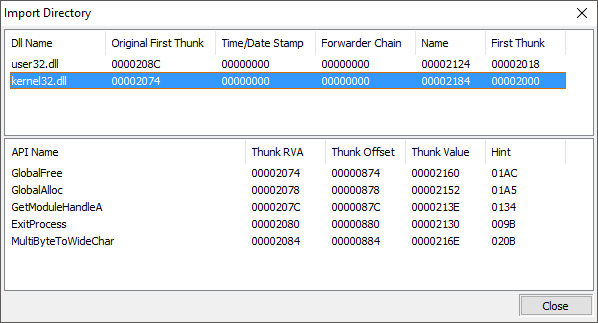 Import Directory
Dll Name Original First Thunk Time/Date Stamp Forwarder Chain Name First Thunk
user32.dll 0000208C 00000000 00000000 00002124 00002018
kernel32.dll 00002074 00000000 00000000 00002184 00002000
API Name Thunk RVA Thunk Offset Thunk Value Hint
GlobalFree 00002074 00000874 00002160 01AC
GlobalAlloc 00002078 00000878 00002152 01A5
GetModuleHandleA 0000207C 0000087C 0000213E 0134
ExitProcess 00002080 00000880 00002130 009B
MultiByteToWideChar 00002084 00000884 0000216E 020B
Close